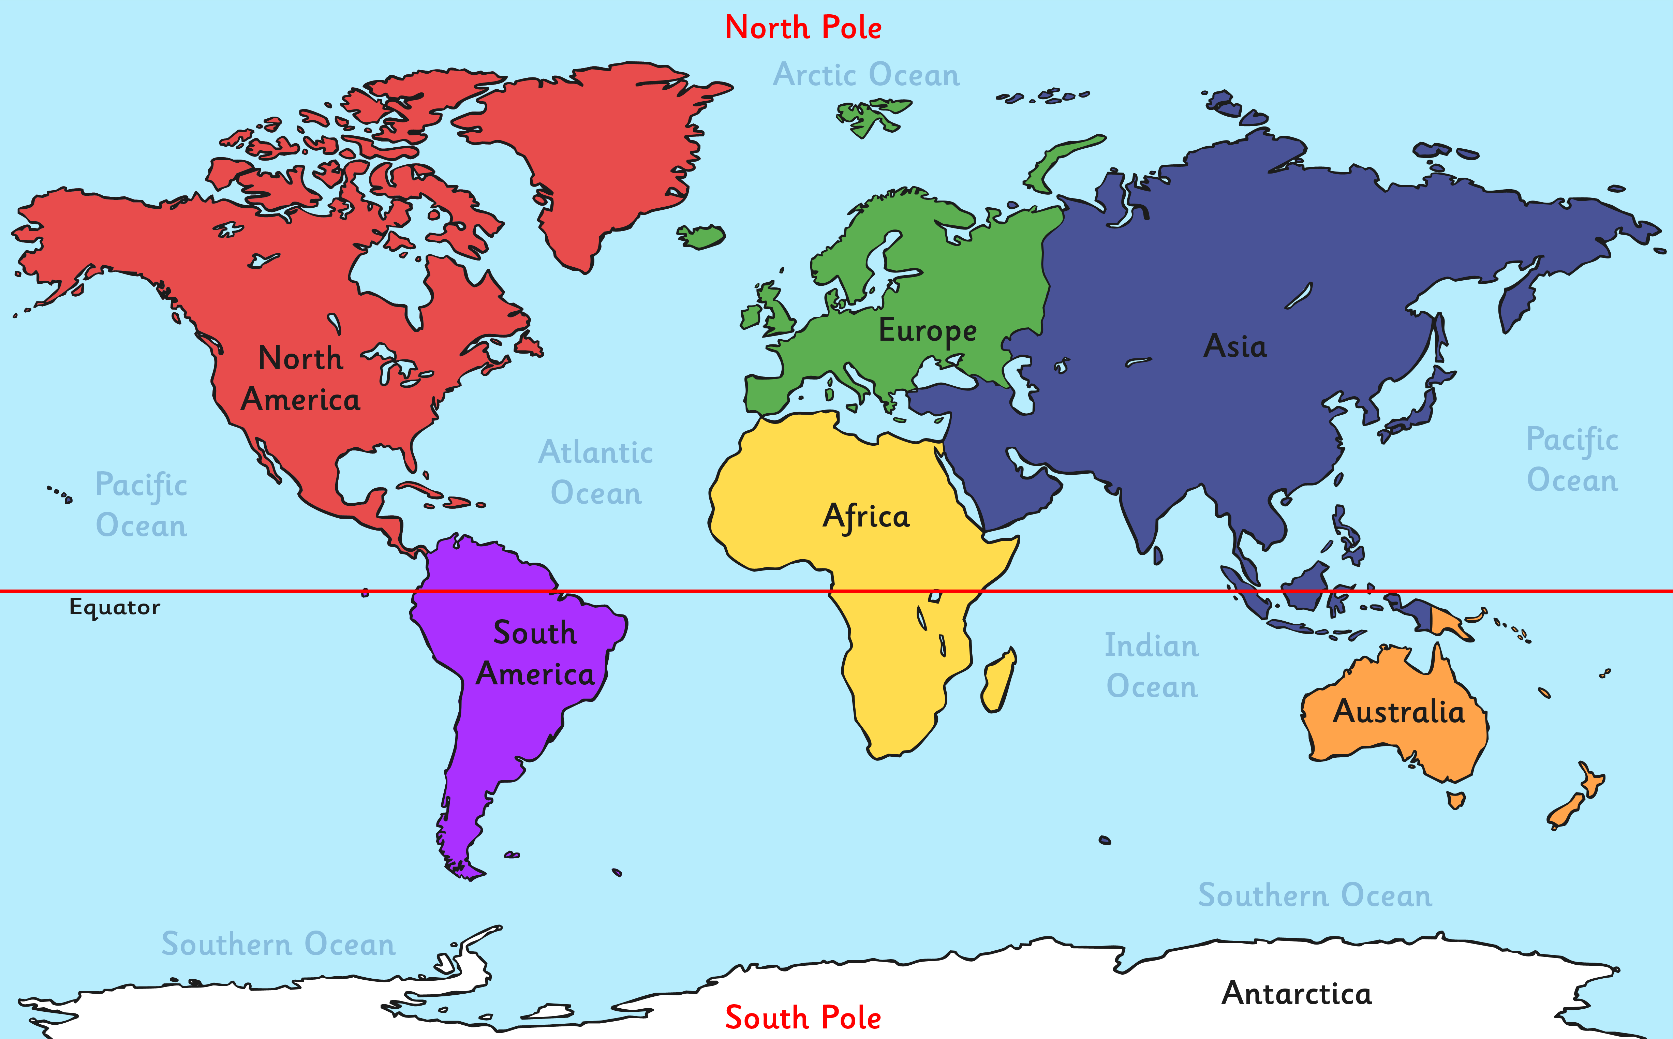 North Pole
Arctic Ocean
Europe
Asia
North
America
Atlantic
Ocean
Pacific
Ocean
Pacific
Ocean
Africa
Equator
South
America
Indian
Ocean
Australia
Southern Ocean
Southern Ocean
Antarctica
South Pole